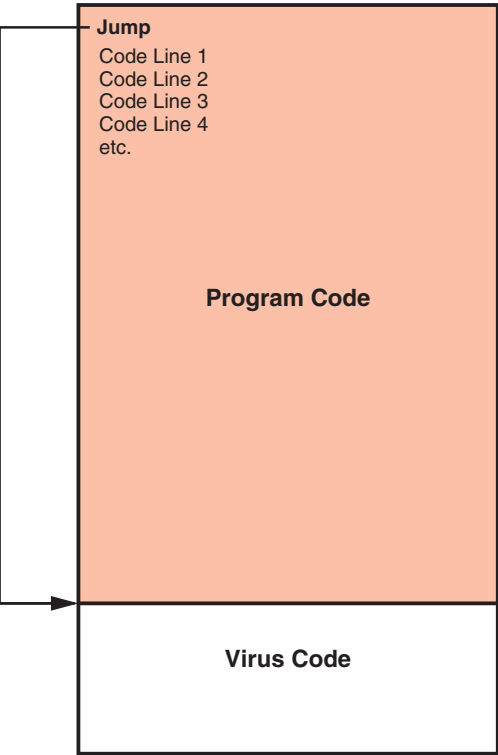 Jump
Code Line 1
Code Line 2
Code Line 3
Code Line 4
etc.
Program Code
Virus Code